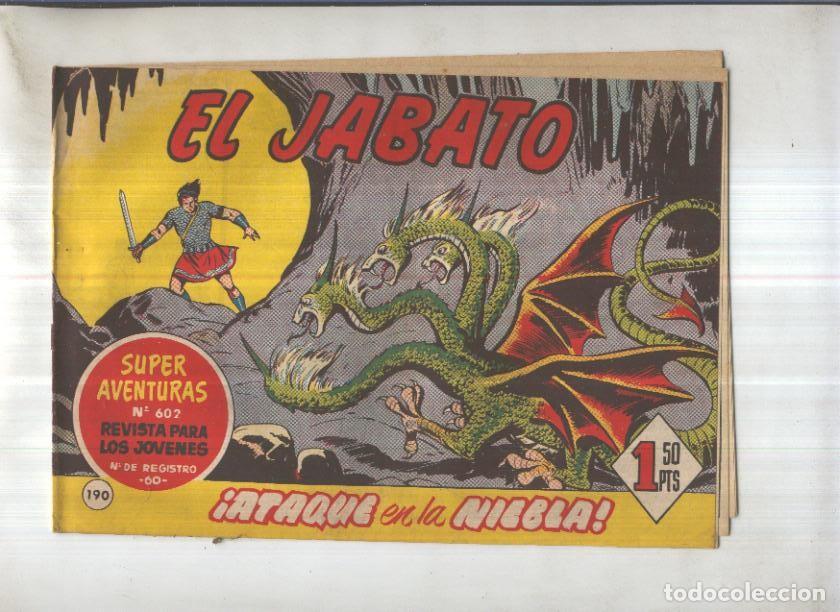 EL JABATO
SUPER
AVENTURAS
Nº 602
REVISTA PARA
LOS JOVENES
Nº DE REGISTRO
-60-
190
1 50
PTS
¡ATAQUE en la NIEBLA!
todocoleccion